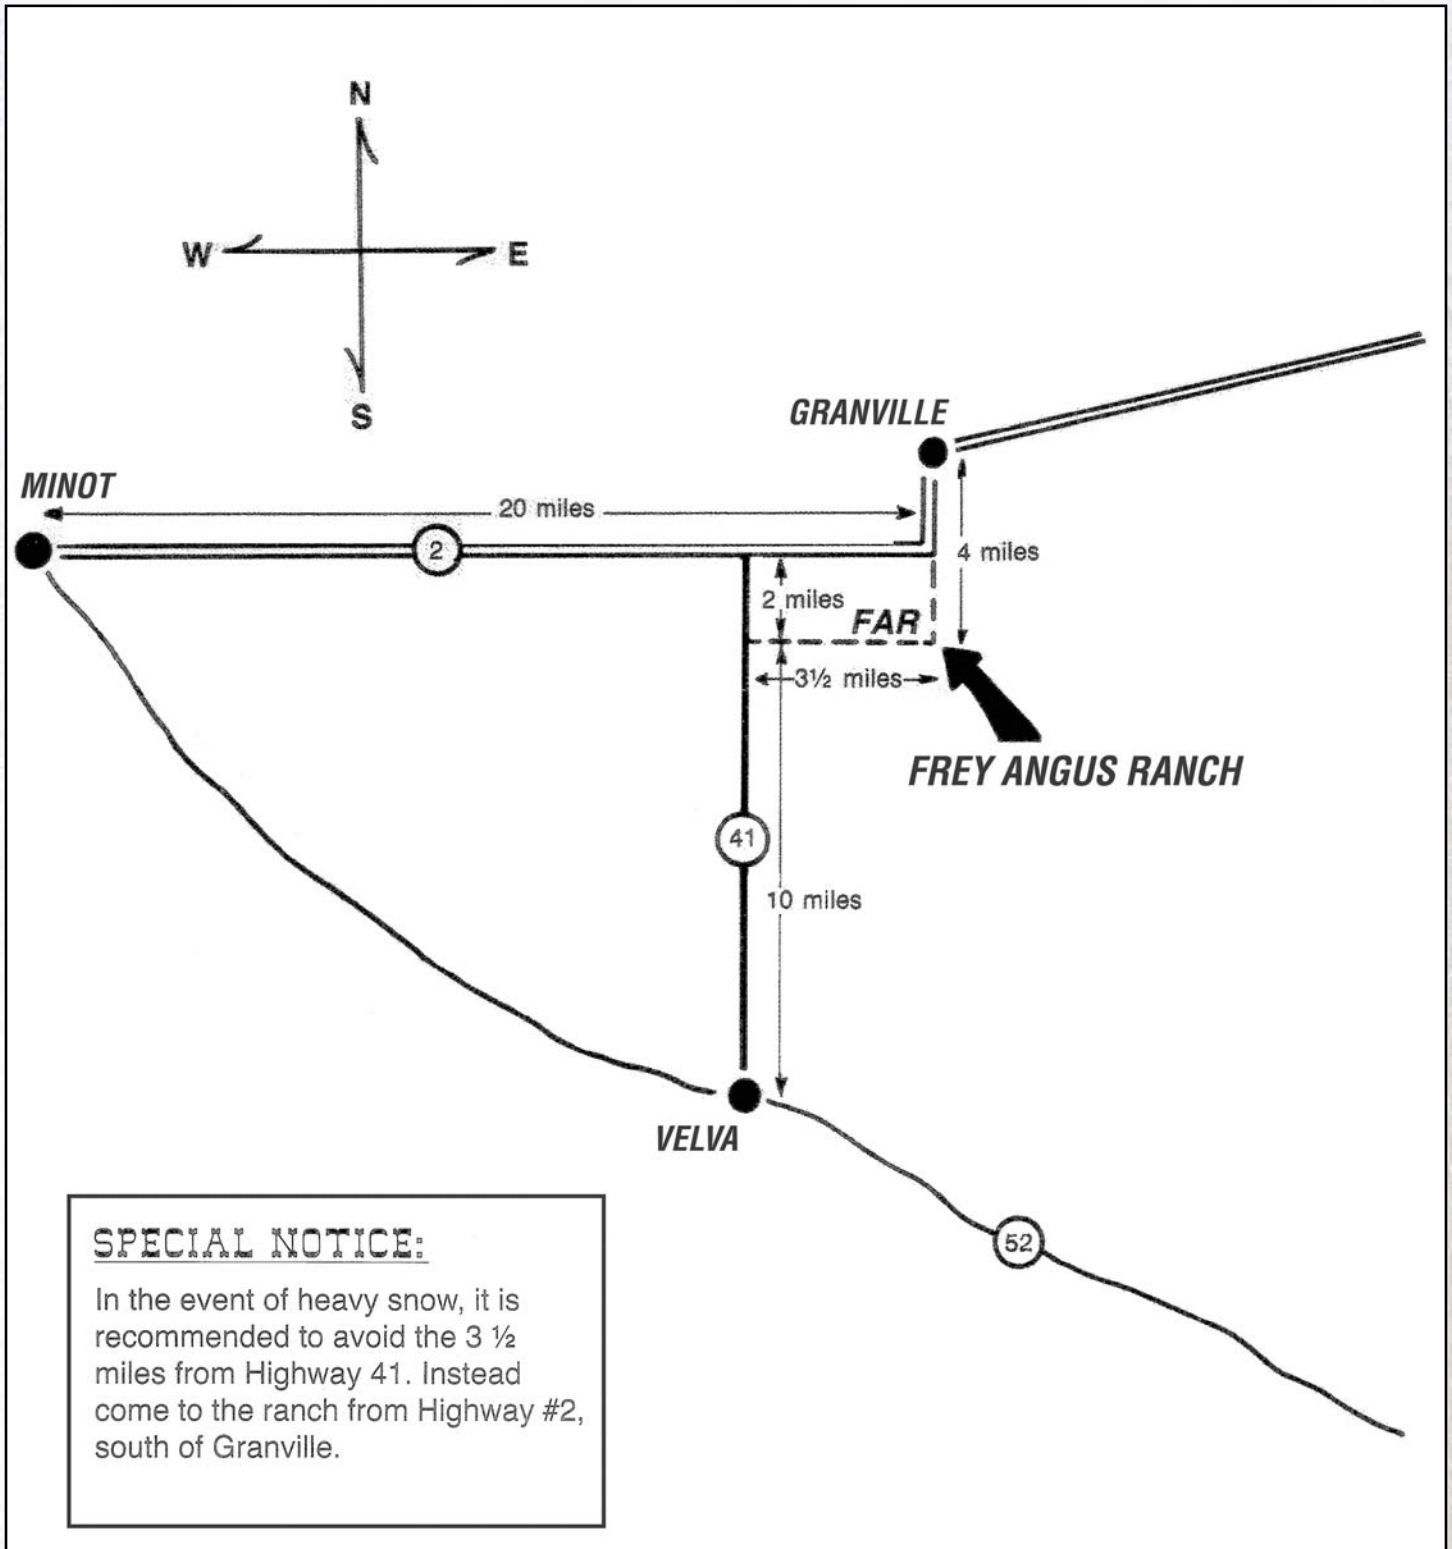 N
W
E
S
GRANVILLE
MINOT
20 miles
2
4 miles
2 miles
FAR
3½ miles
FREY ANGUS RANCH
41
10 miles
VELVA
52
SPECIAL NOTICE:
In the event of heavy snow, it is
recommended to avoid the 3 ½
miles from Highway 41. Instead
come to the ranch from Highway #2,
south of Granville.